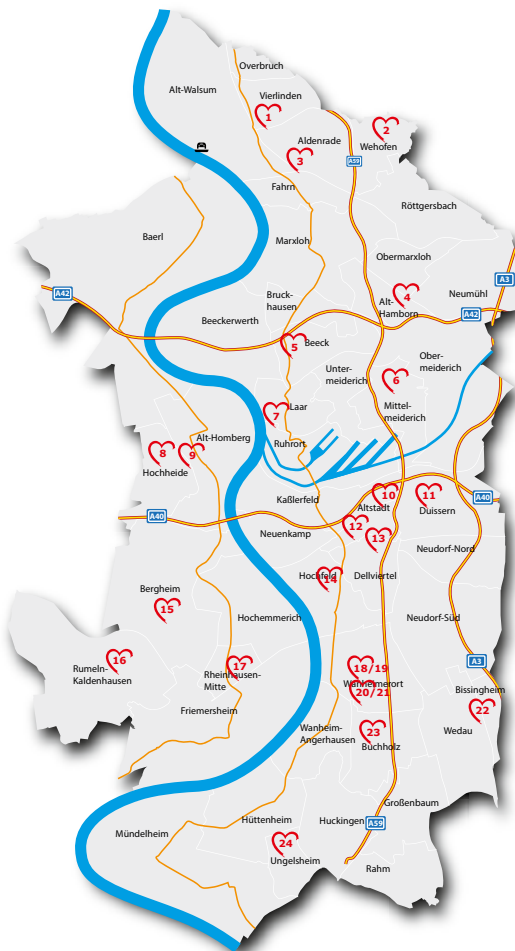 Overbruch
Alt-Walsum
Vierlinden
1
2
Aldenrade
Wehofen
3
A59
Fahrn
Röttgersbach
Baerl
Marxloh
Obermarxloh
A3
A42
4
Neumühl
Bruck-
hausen
Alt-
Hamborn
A42
Beeckerwerth
5
Beeck
Unter-
meiderich
Ober-
meiderich
6
Laar
7
Mittel-
meiderich
Alt-Homberg
Ruhrort
8
9
Hochheide
Kaßlerfeld
10
11
A40
Altstadt
Duissern
A40
12
Neuenkamp
13
Neudorf-Nord
Hochfeld
14
Dellviertel
Bergheim
15
Hochemmerich
Neudorf-Süd
16
Rumeln-
Kaldenhausen
17
Rheinhausen-
Mitte
18/19
Wanheimerort
20/21
A3
Bissingheim
22
Friemersheim
Wanheim-
Angerhausen
23
Buchholz
Wedau
Großenbaum
Mündelheim
Hüttenheim
Huckingen
A59
24
Ungelsheim
Rahm